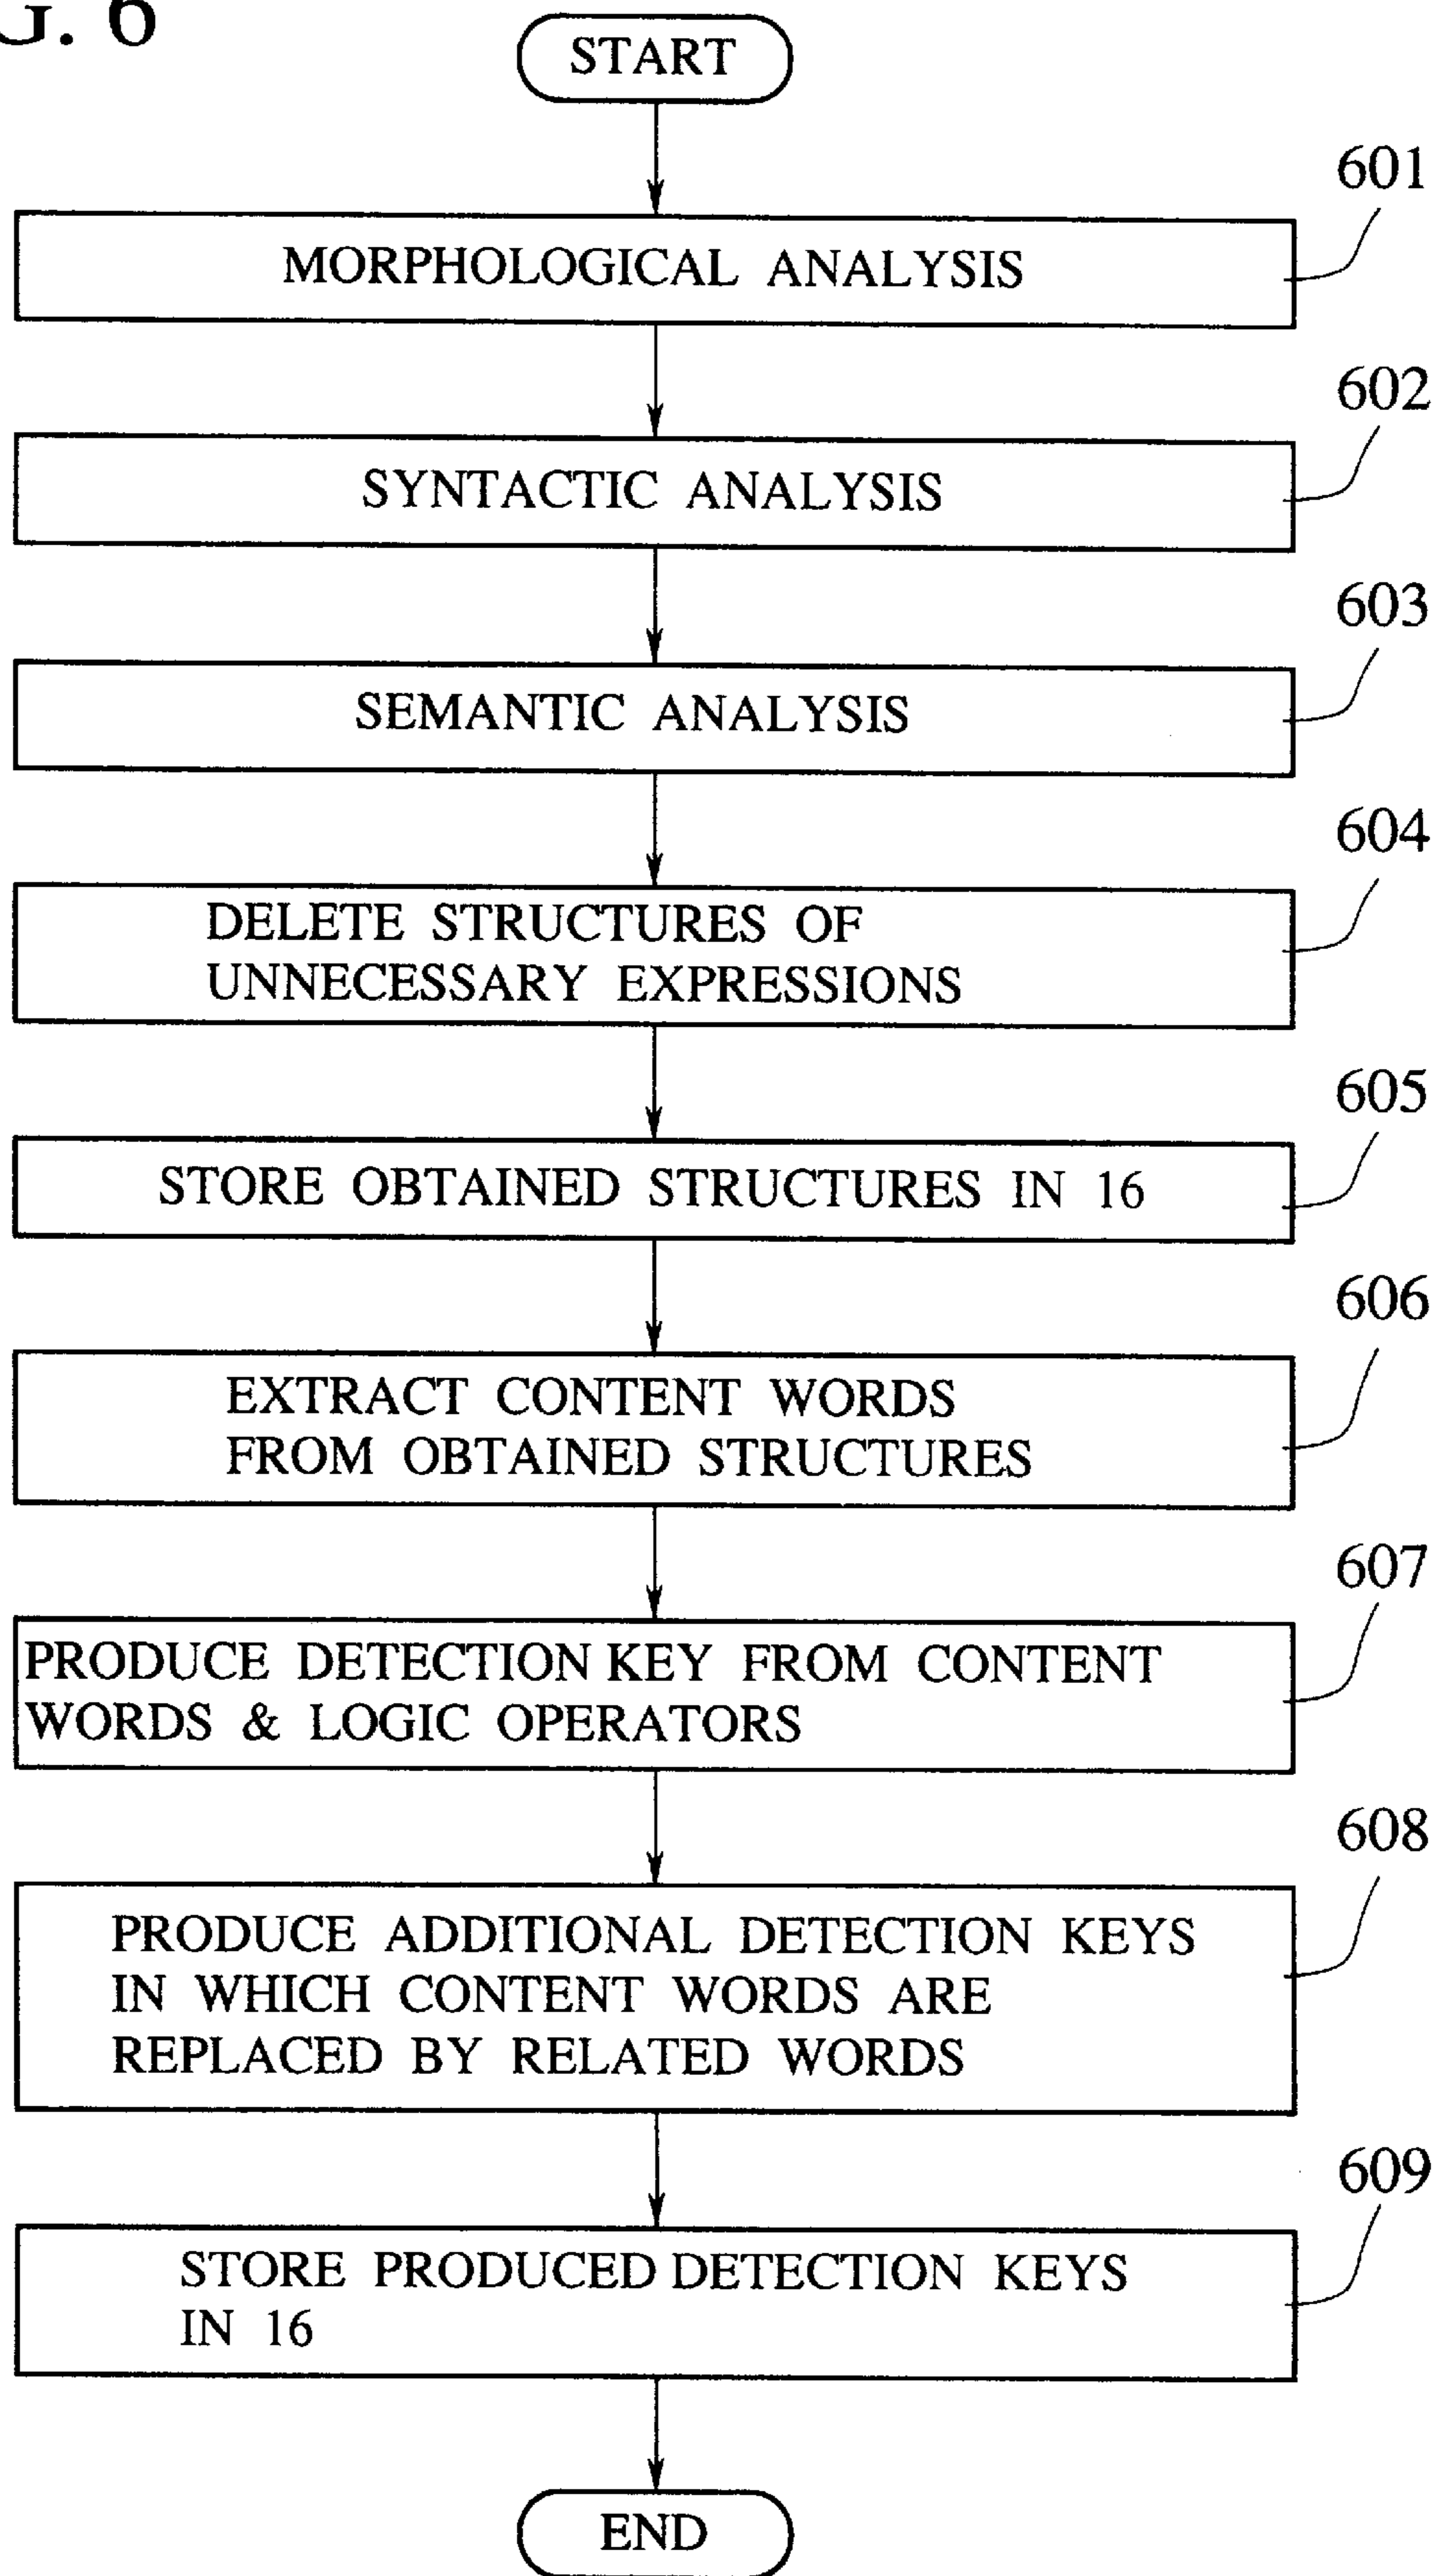 G. 6
START
601
MORPHOLOGICAL ANALYSIS
602
SYNTACTIC ANALYSIS
603
SEMANTIC ANALYSIS
604
DELETE STRUCTURES OF
UNNECESSARY EXPRESSIONS
605
STORE OBTAINED STRUCTURES IN 16
606
EXTRACT CONTENT WORDS
FROM OBTAINED STRUCTURES
607
PRODUCE DETECTION KEY FROM CONTENT
WORDS & LOGIC OPERATORS
608
PRODUCE ADDITIONAL DETECTION KEYS
IN WHICH CONTENT WORDS ARE
REPLACED BY RELATED WORDS
609
STORE PRODUCED DETECTION KEYS
IN 16
END